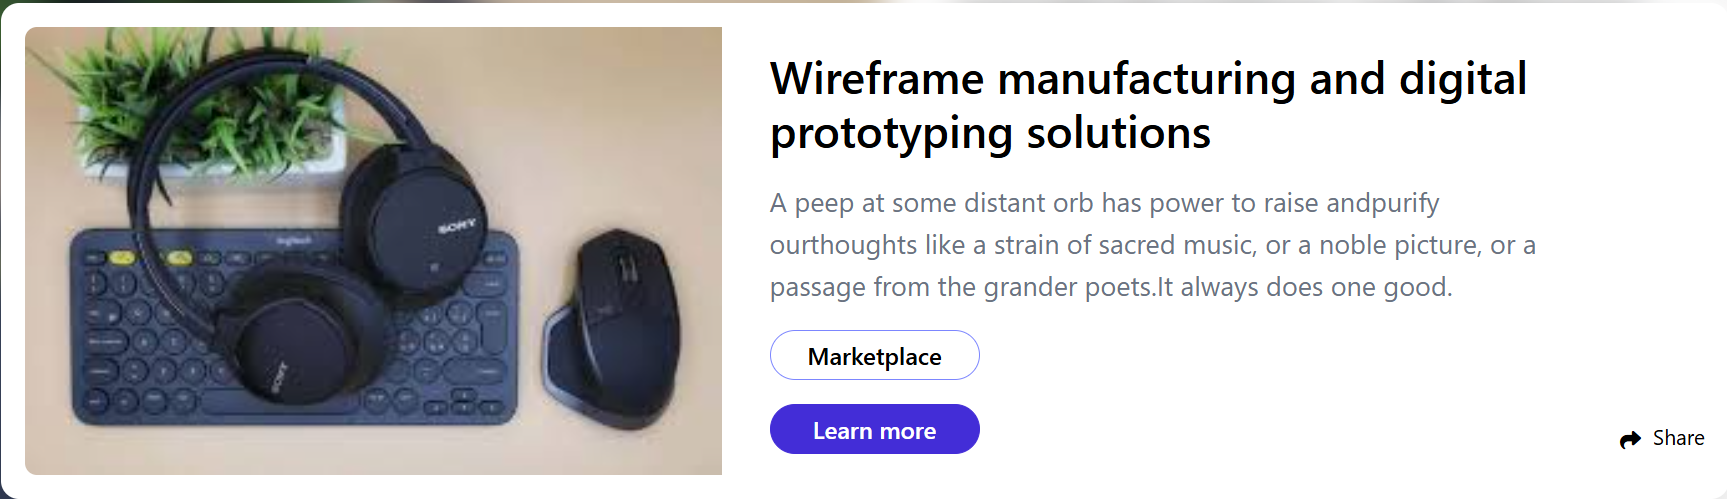 Wireframe manufacturing and digital
prototyping solutions
A peep at some distant orb has power to raise andpurify
ourthoughts like a strain of sacred music, or a noble picture, or a
passage from the grander poets.It always does one good.
Marketplace
Learn more
Share
logitech
SONY
SONY